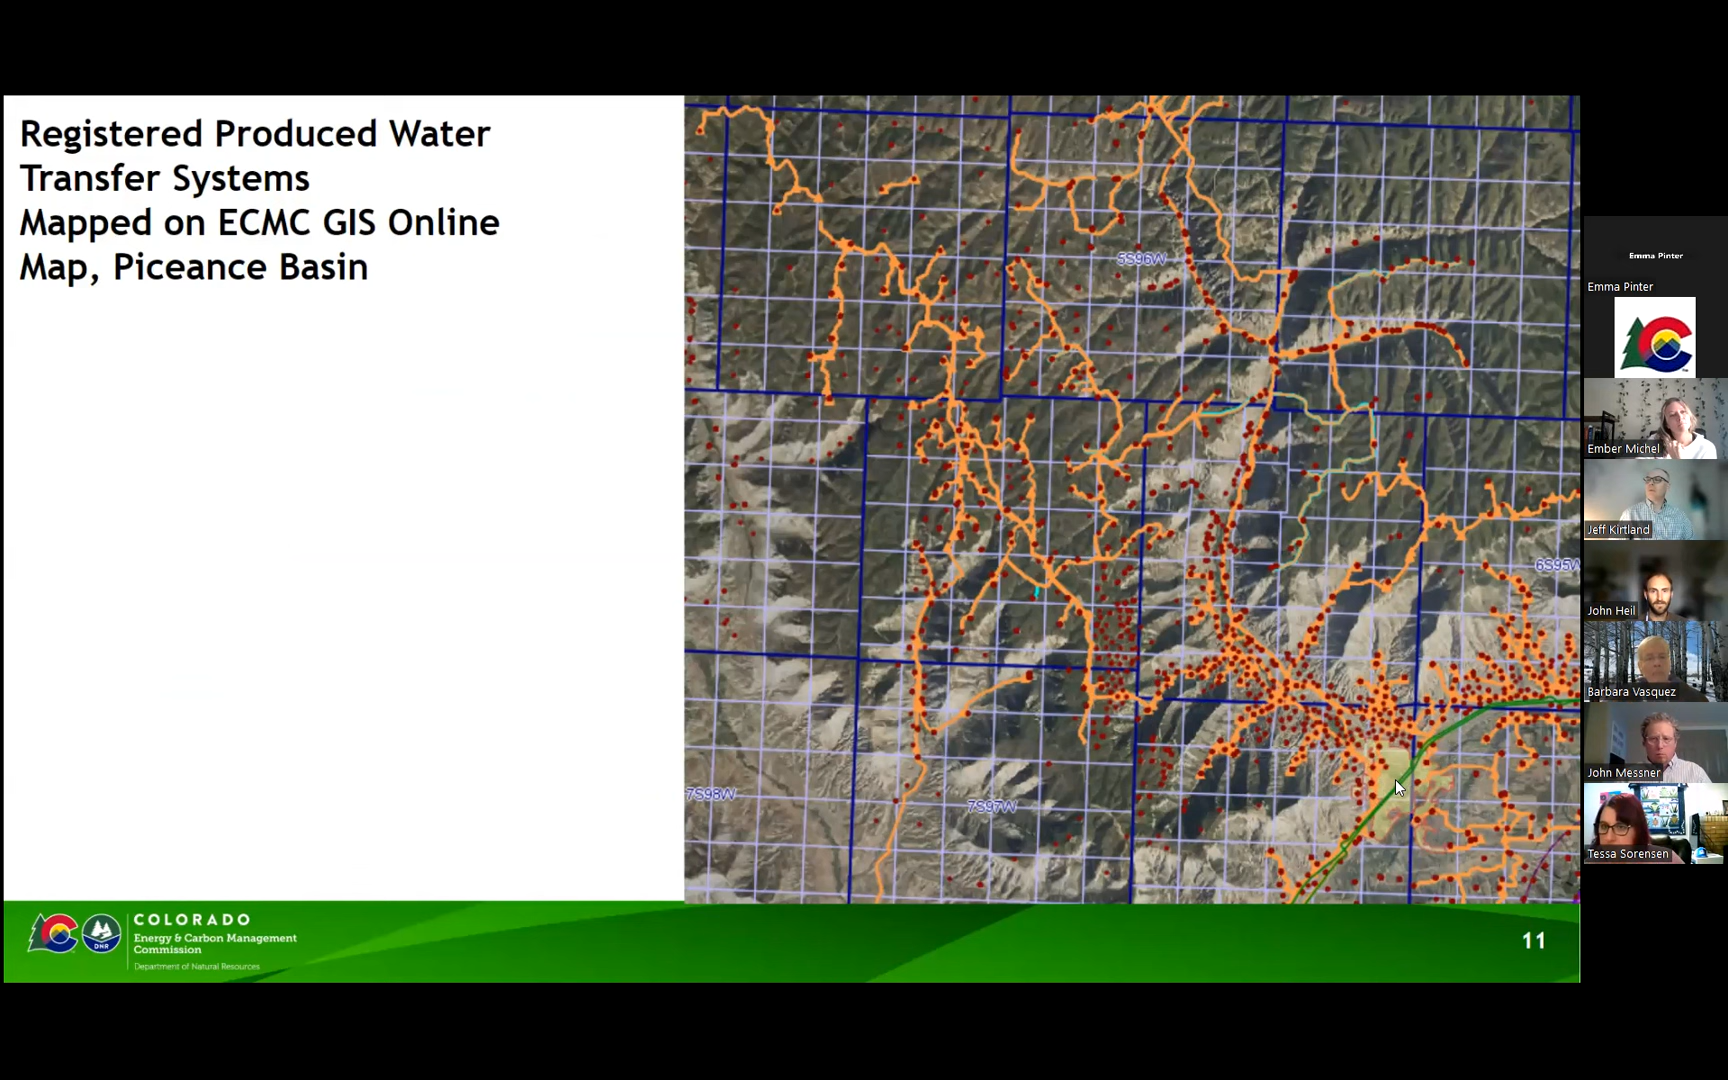 Registered Produced Water
Transfer Systems
Mapped on ECMC GIS Online
Map, Piceance Basin
5S96W
6S95W
7S98W
7S97W
COLORADO
Energy & Carbon Management
Commission
Department of Natural Resources
DNR
11
Emma Pinter
Emma Pinter
Ember Michel
Jeff Kirtland
John Heil
Barbara Vasquez
John Messner
Tessa Sorensen